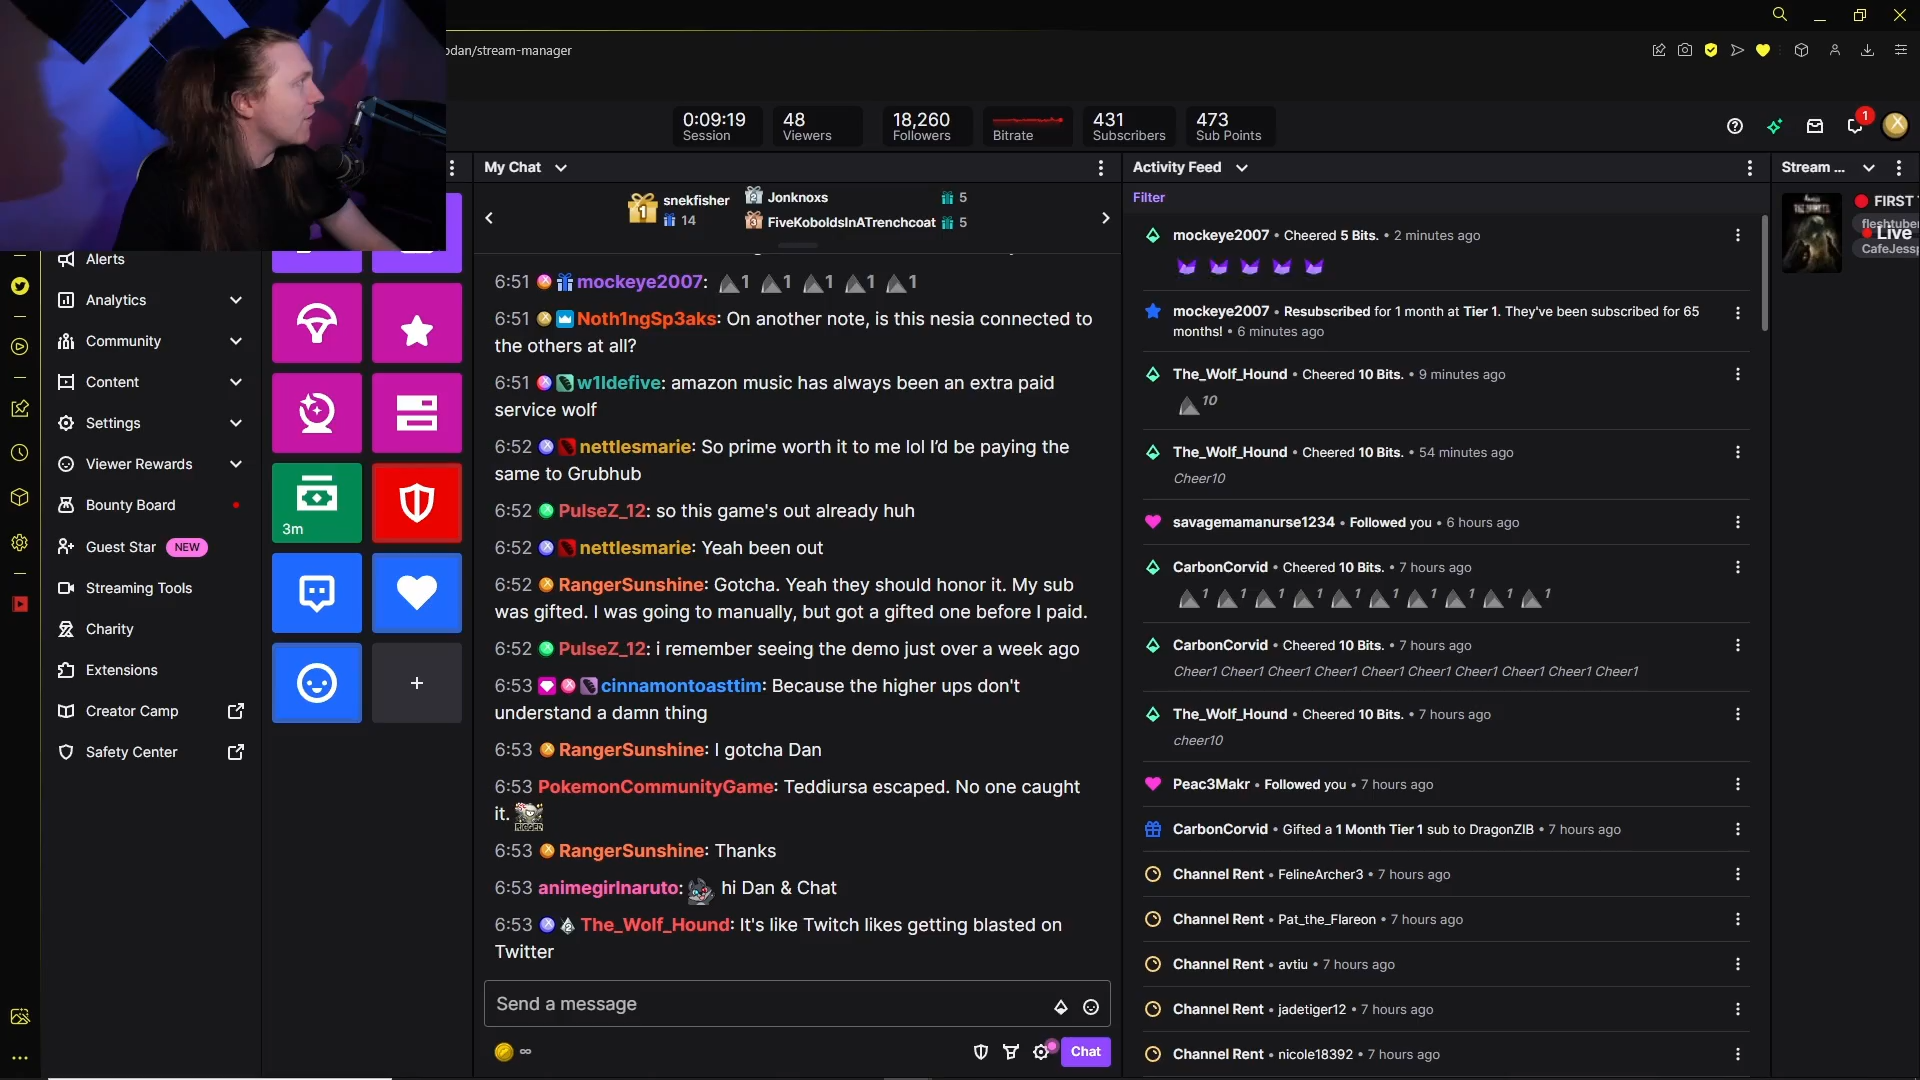 odan/stream-manager
0:09:19
Session
48
Viewers
18,260
Followers
Bitrate
431
Subscribers
473
Sub Points
1
Alerts
Analytics
Community
Content
Settings
Viewer Rewards
Bounty Board
Guest Star NEW
Streaming Tools
Charity
Extensions
Creator Camp
Safety Center
3m
+
My Chat
1 snekfisher
14
2 Jonknoxs 5
3 FiveKoboldsInATrenchcoat 5
6:51 mockeye2007: 1 1 1 1 1
6:51 Noth1ngSp3aks: On another note, is this nesia connected to
the others at all?
6:51 w1ldefive: amazon music has always been an extra paid
service wolf
6:52 nettlesmarie: So prime worth it to me lol I’d be paying the
same to Grubhub
6:52 PulseZ_12: so this game's out already huh
6:52 nettlesmarie: Yeah been out
6:52 RangerSunshine: Gotcha. Yeah they should honor it. My sub
was gifted. I was going to manually, but got a gifted one before I paid.
6:52 PulseZ_12: i remember seeing the demo just over a week ago
6:53 cinnamontoasttim: Because the higher ups don't
understand a damn thing
6:53 RangerSunshine: I gotcha Dan
6:53 PokemonCommunityGame: Teddiursa escaped. No one caught
it. RIGGED
6:53 RangerSunshine: Thanks
6:53 animegirlnaruto: hi Dan & Chat
6:53 2 The_Wolf_Hound: It's like Twitch likes getting blasted on
Twitter
Send a message
∞
Chat
Activity Feed
Filter
mockeye2007 • Cheered 5 Bits. • 2 minutes ago
mockeye2007 • Resubscribed for 1 month at Tier 1. They've been subscribed for 65
months! • 6 minutes ago
The_Wolf_Hound • Cheered 10 Bits. • 9 minutes ago
10
The_Wolf_Hound • Cheered 10 Bits. • 54 minutes ago
Cheer10
savagemamanurse1234 • Followed you • 6 hours ago
CarbonCorvid • Cheered 10 Bits. • 7 hours ago
1 1 1 1 1 1 1 1 1 1
CarbonCorvid • Cheered 10 Bits. • 7 hours ago
Cheer1 Cheer1 Cheer1 Cheer1 Cheer1 Cheer1 Cheer1 Cheer1 Cheer1 Cheer1
The_Wolf_Hound • Cheered 10 Bits. • 7 hours ago
cheer10
Peac3Makr • Followed you • 7 hours ago
CarbonCorvid • Gifted a 1 Month Tier 1 sub to DragonZIB • 7 hours ago
Channel Rent • FelineArcher3 • 7 hours ago
Channel Rent • Pat_the_Flareon • 7 hours ago
Channel Rent • avtiu • 7 hours ago
Channel Rent • jadetiger12 • 7 hours ago
Channel Rent • nicole18392 • 7 hours ago
Stream ...
FIRST
fleshtuber
Live
CafeJessp